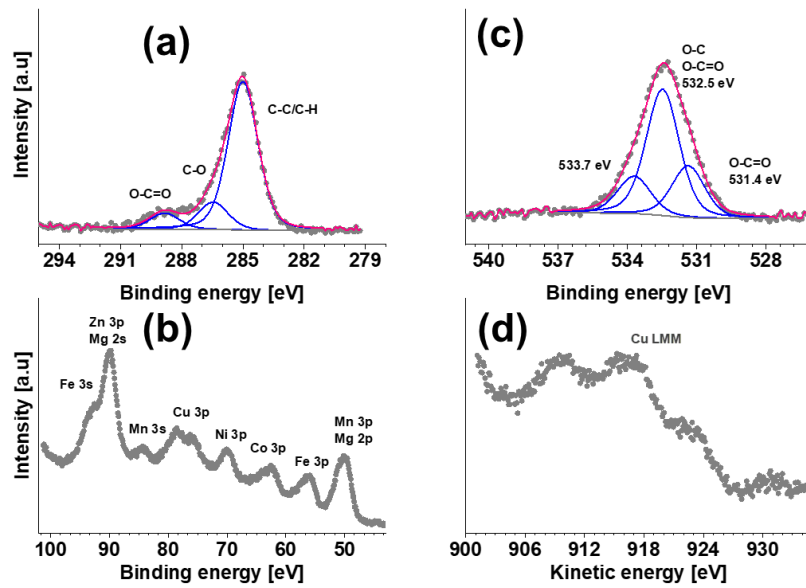 (a)
Intensity [a.u]
C-C/C-H
C-O
O-C=O
294 291 288 285 282 279
Binding energy [eV]
(c)
O-C
O-C=O
532.5 eV
533.7 eV
O-C=O
531.4 eV
540 537 534 531 528
Binding energy [eV]
(b)
Intensity [a.u]
Zn 3p
Mg 2s
Fe 3s
Mn 3s
Cu 3p
Ni 3p
Co 3p
Fe 3p
Mn 3p
Mg 2p
100 90 80 70 60 50
Binding energy [eV]
(d)
Cu LMM
900 906 912 918 924 930
Kinetic energy [eV]